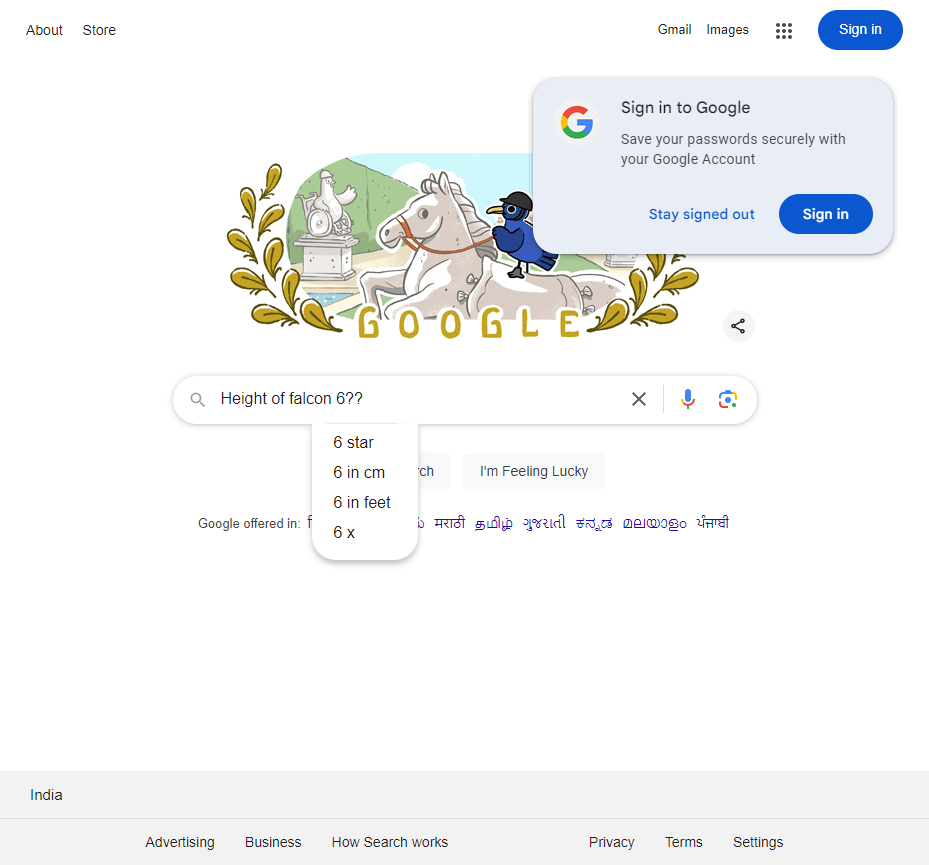 About Store
Gmail Images Sign in
Sign in to Google
Save your passwords securely with
your Google Account
Stay signed out Sign in
GOOGLE
Height of falcon 6??
6 star
6 in cm
6 in feet
6 x
I'm Feeling Lucky
Google offered in: मराठी தமிழ் ગુજરાતી ಕನ್ನಡ മലയാളം ਪੰਜਾਬੀ
India
Advertising Business How Search works Privacy Terms Settings